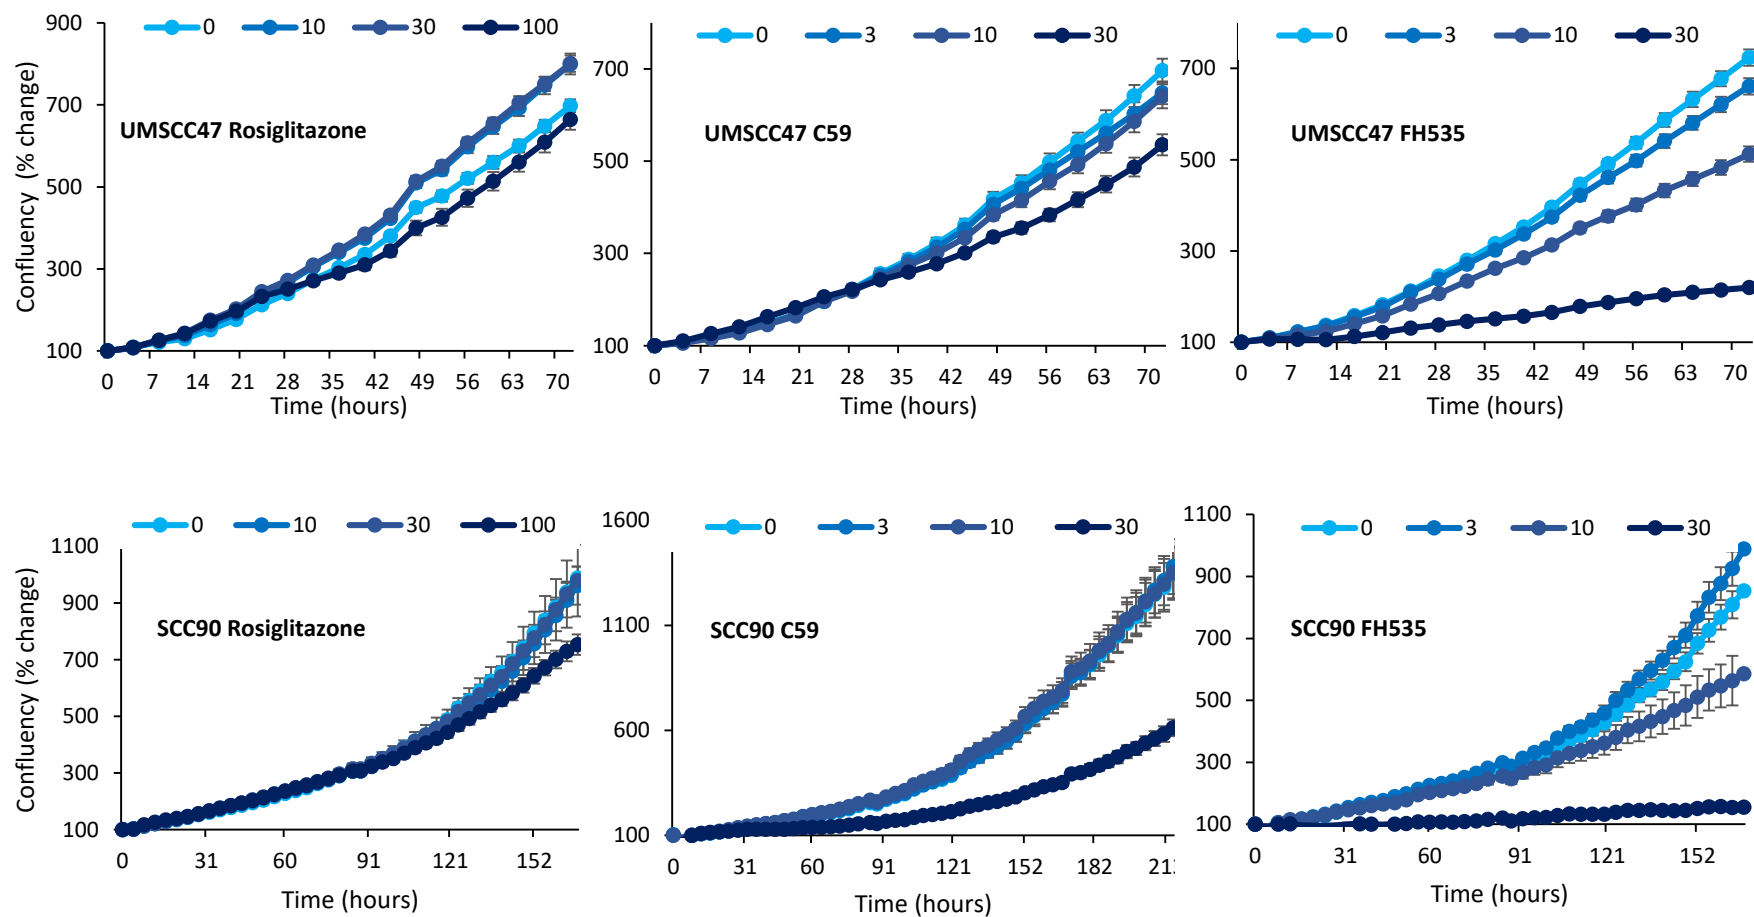 0 10 30 100
900
700
500
300
100
Confluency (% change)
UMSCC47 Rosiglitazone
0 7 14 21 28 35 42 49 56 63 70
Time (hours)
0 3 10 30
700
500
300
100
UMSCC47 C59
0 7 14 21 28 35 42 49 56 63 70
Time (hours)
0 3 10 30
700
500
300
100
UMSCC47 FH535
0 7 14 21 28 35 42 49 56 63 70
Time (hours)
0 10 30 100
1100
900
700
500
300
100
Confluency (% change)
SCC90 Rosiglitazone
0 31 60 91 121 152
Time (hours)
0 3 10 30
1600
1100
600
100
SCC90 C59
0 31 60 91 121 152 182
Time (hours)
0 3 10 30
1100
900
700
500
300
100
SCC90 FH535
0 31 60 91 121 152
Time (hours)